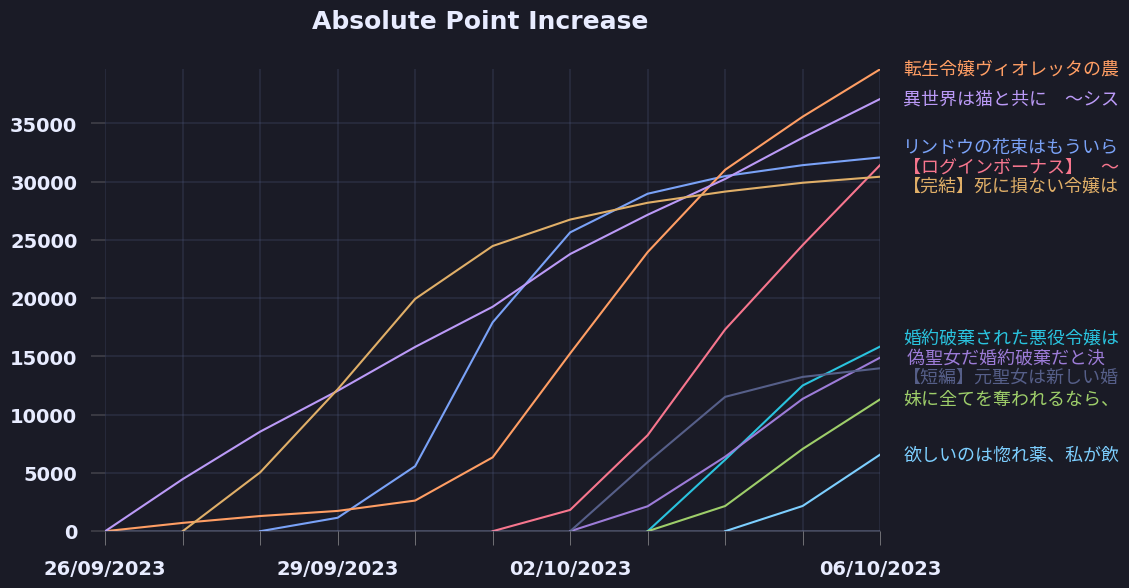 Absolute Point Increase
転生令嬢ヴィオレッタの農
異世界は猫と共に　～シス
リンドウの花束はもういら
【ログインボーナス】　～
【完結】死に損ない令嬢は
婚約破棄された悪役令嬢は
偽聖女だ婚約破棄だと決
【短編】元聖女は新しい婚
妹に全てを奪われるなら、
欲しいのは惚れ薬、私が飲
35000
30000
25000
20000
15000
10000
5000
0
26/09/2023 29/09/2023 02/10/2023 06/10/2023